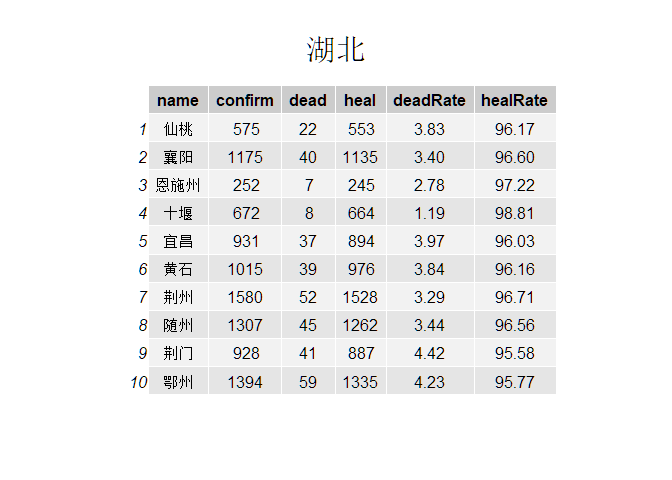 湖北
name confirm dead heal deadRate healRate
1 仙桃 575 22 553 3.83 96.17
2 襄阳 1175 40 1135 3.40 96.60
3 恩施州 252 7 245 2.78 97.22
4 十堰 672 8 664 1.19 98.81
5 宜昌 931 37 894 3.97 96.03
6 黄石 1015 39 976 3.84 96.16
7 荆州 1580 52 1528 3.29 96.71
8 随州 1307 45 1262 3.44 96.56
9 荆门 928 41 887 4.42 95.58
10 鄂州 1394 59 1335 4.23 95.77